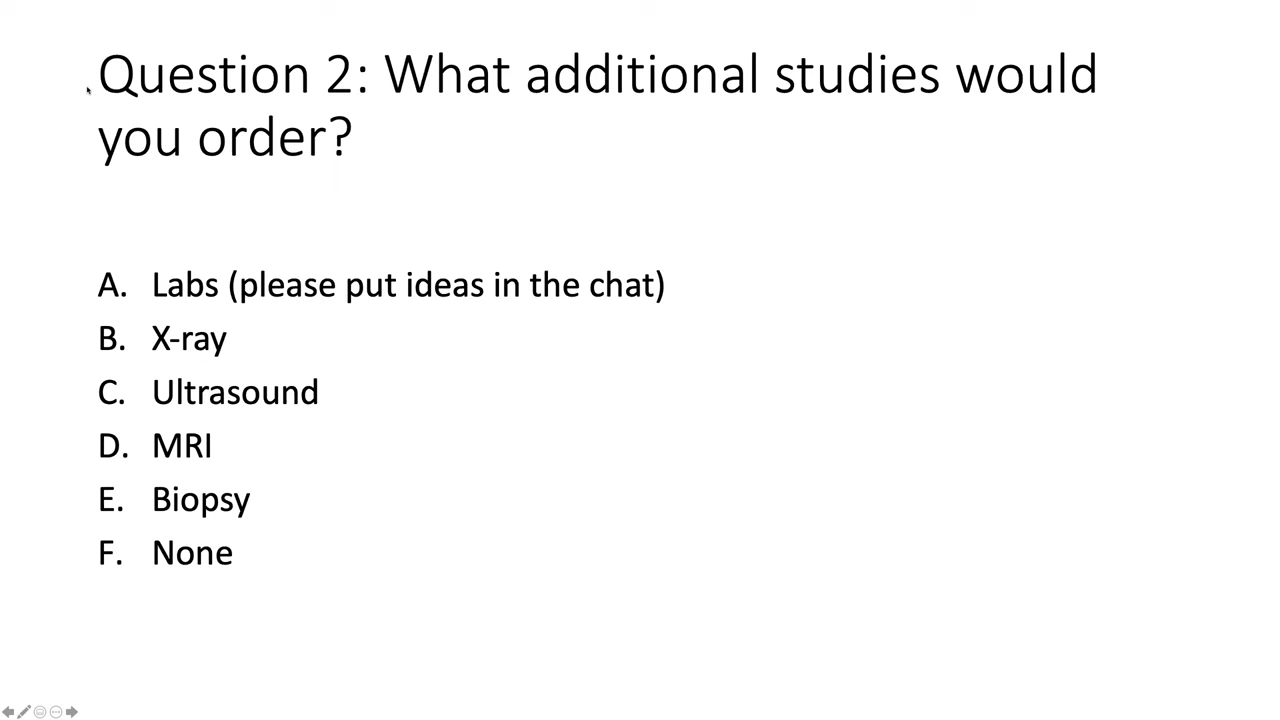 Question 2: What additional studies would
you order?
A. Labs (please put ideas in the chat)
B. X-ray
C. Ultrasound
D. MRI
E. Biopsy
F. None